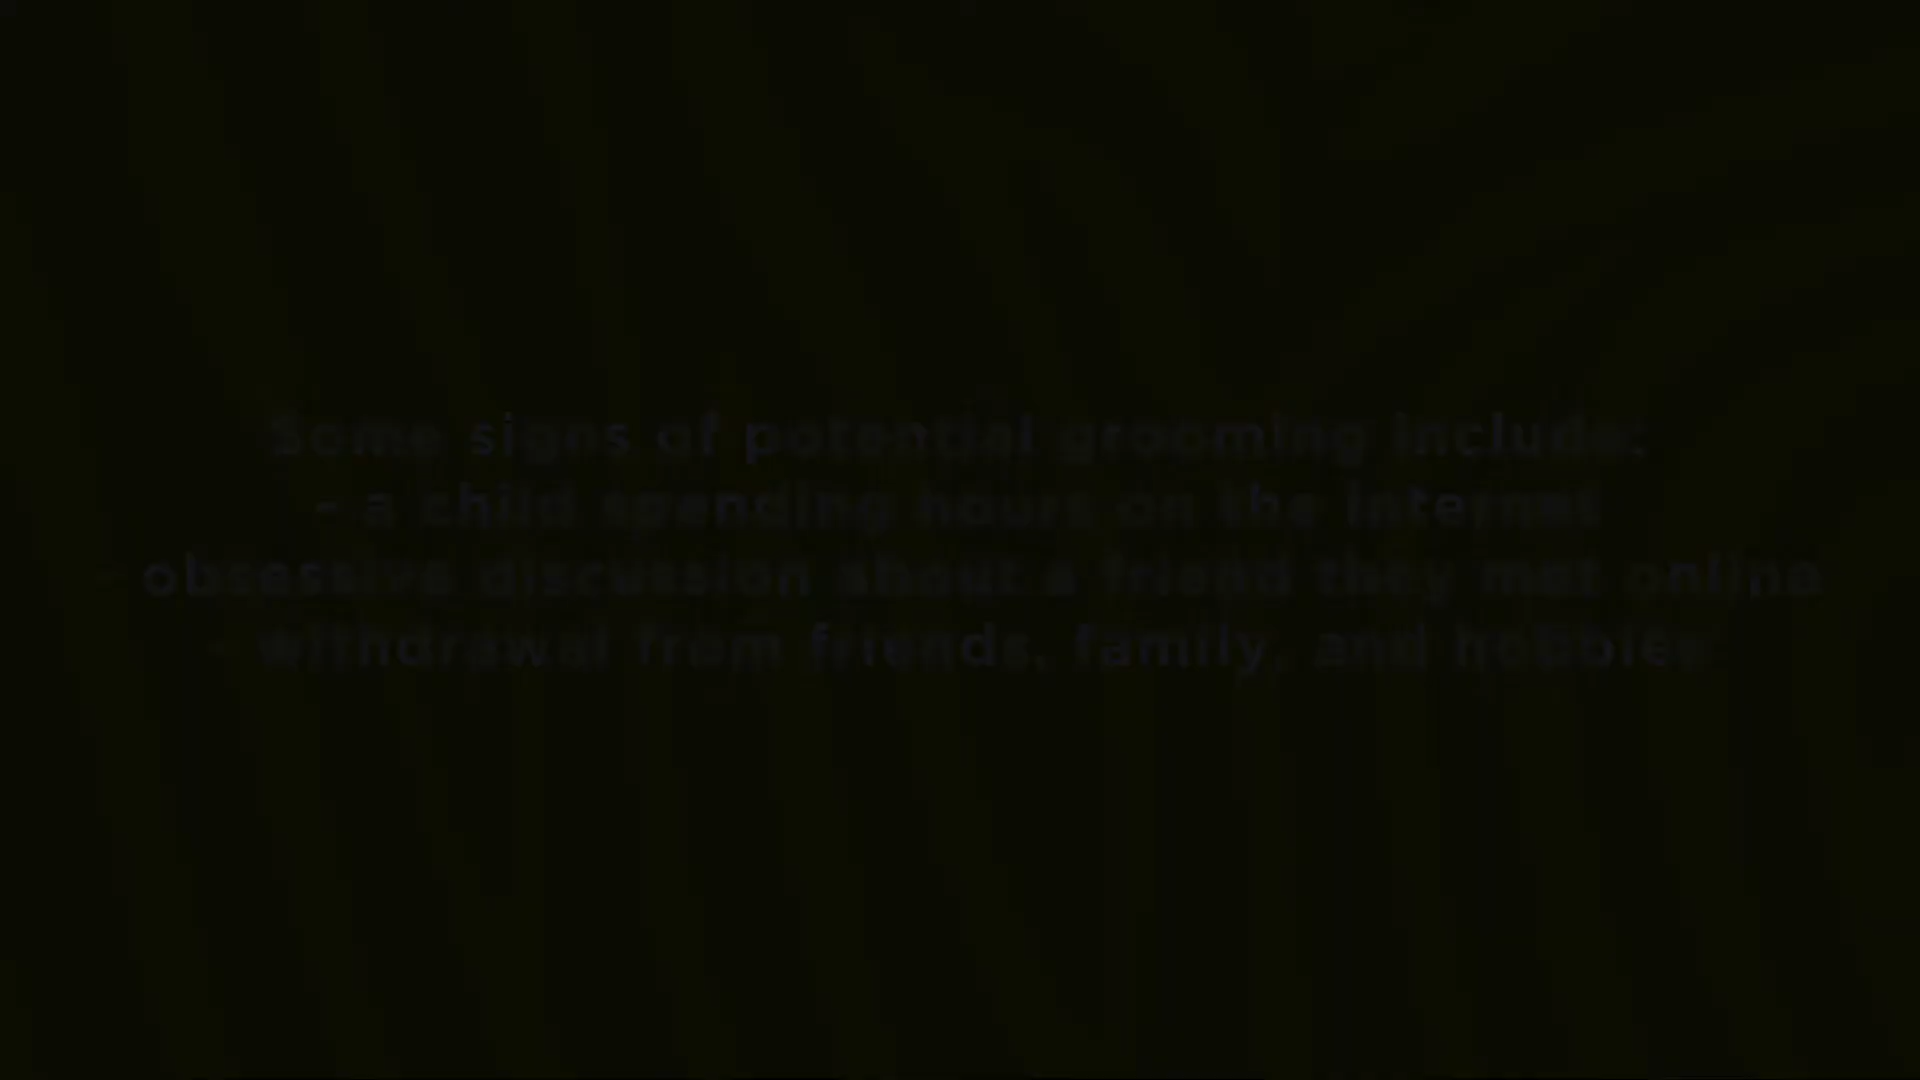 Some signs of potential grooming include:
- a child spending hours on the internet
- obsessive discussion about a friend they met online
- withdrawal from friends, family, and hobbies